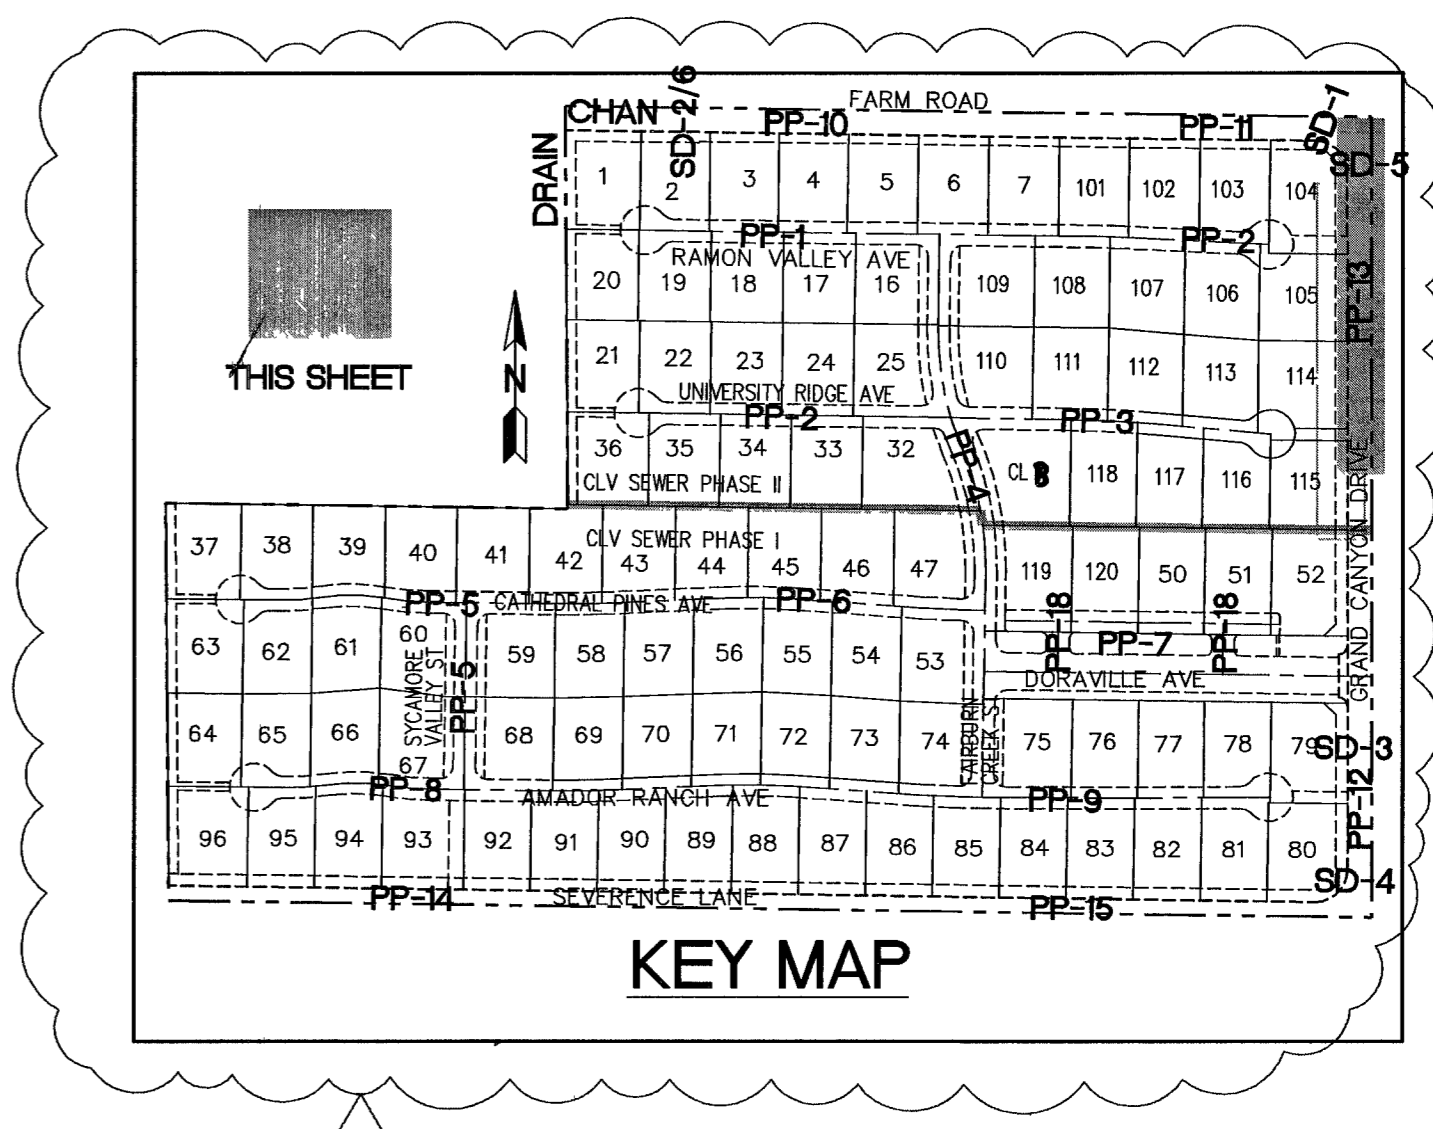 FARM ROAD
CHAN
SD-2/6
PP-10
PP-11
SD-1
SD-5
DRAIN
1 2 3 4 5 6 7 101 102 103 104
PP-1
PP-2
RAMON VALLEY AVE
20 19 18 17 16 109 108 107 106 105
PP-13
THIS SHEET
N
21 22 23 24 25 110 111 112 113 114
UNIVERSITY RIDGE AVE
PP-2
PP-3
PP-4
36 35 34 33 32 CL 118 117 116 115
CLV SEWER PHASE II
CLV SEWER PHASE I
37 38 39 40 41 42 43 44 45 46 47 119 120 50 51 52
GRAND CANYON DRIVE
PP-5
CATHEDRAL PINES AVE
PP-6
PP-18
PP-7
PP-18
63 62 61 60 59 58 57 56 55 54 53
SYCAMORE
VALLEY ST
PP-5
DORAVILLE AVE
64 65 66 67 68 69 70 71 72 73 74 75 76 77 78 79
FAIRBURN
CREEK ST
SD-3
PP-8
AMADOR RANCH AVE
PP-9
PP-12
96 95 94 93 92 91 90 89 88 87 86 85 84 83 82 81 80
SD-4
PP-14
SEVERENCE LANE
PP-15
KEY MAP